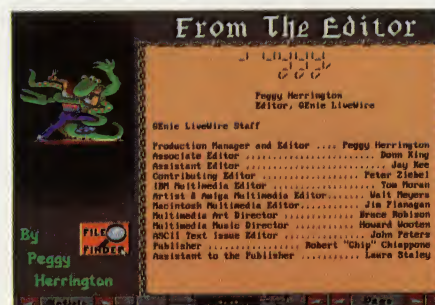 From The Editor
Peggy Herrington
Editor, GEnie LiveWire
GEnie LiveWire Staff
Production Manager and Editor .... Peggy Herrington
Associate Editor ........................ Donn King
Assistant Editor .......................... Jay Kee
Contributing Editor ................. Peter Ziebel
IBM Multimedia Editor .................. Tom Moran
Artist & Amiga Multimedia Editor...... Walt Meyers
Macintosh Multimedia Editor......... Jim Flanagan
Multimedia Art Director ............ Bruce Robison
Multimedia Music Director ......... Howard Wooten
ASCII Text Issue Editor ............. John Peters
Publisher ............... Robert "Chip" Chiappone
Assistant to the Publisher .......... Laura Staley
By
Peggy
Herrington
FILE
FINDER